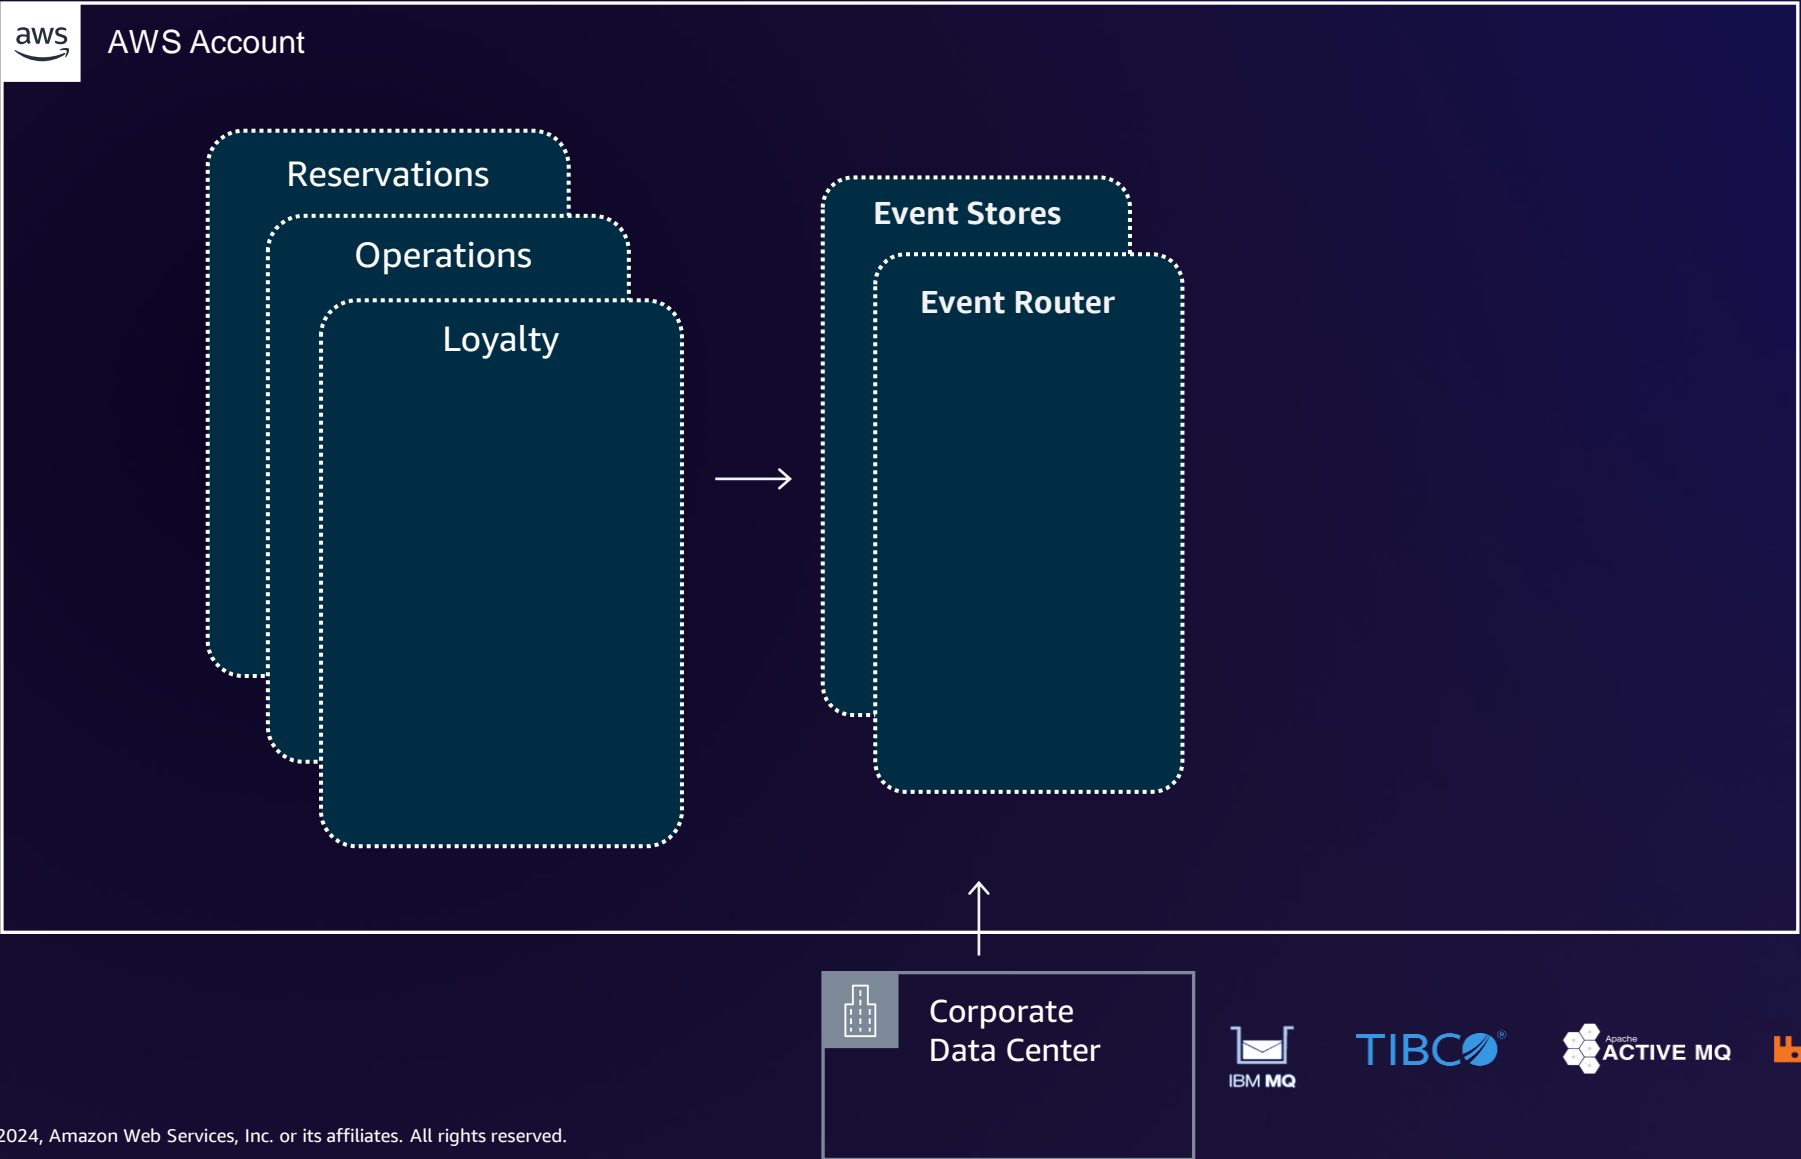 aws
AWS Account
Reservations
Operations
Loyalty
Event Stores
Event Router
Corporate
Data Center
IBM MQ
TIBCO®
Apache
ACTIVE MQ
2024, Amazon Web Services, Inc. or its affiliates. All rights reserved.